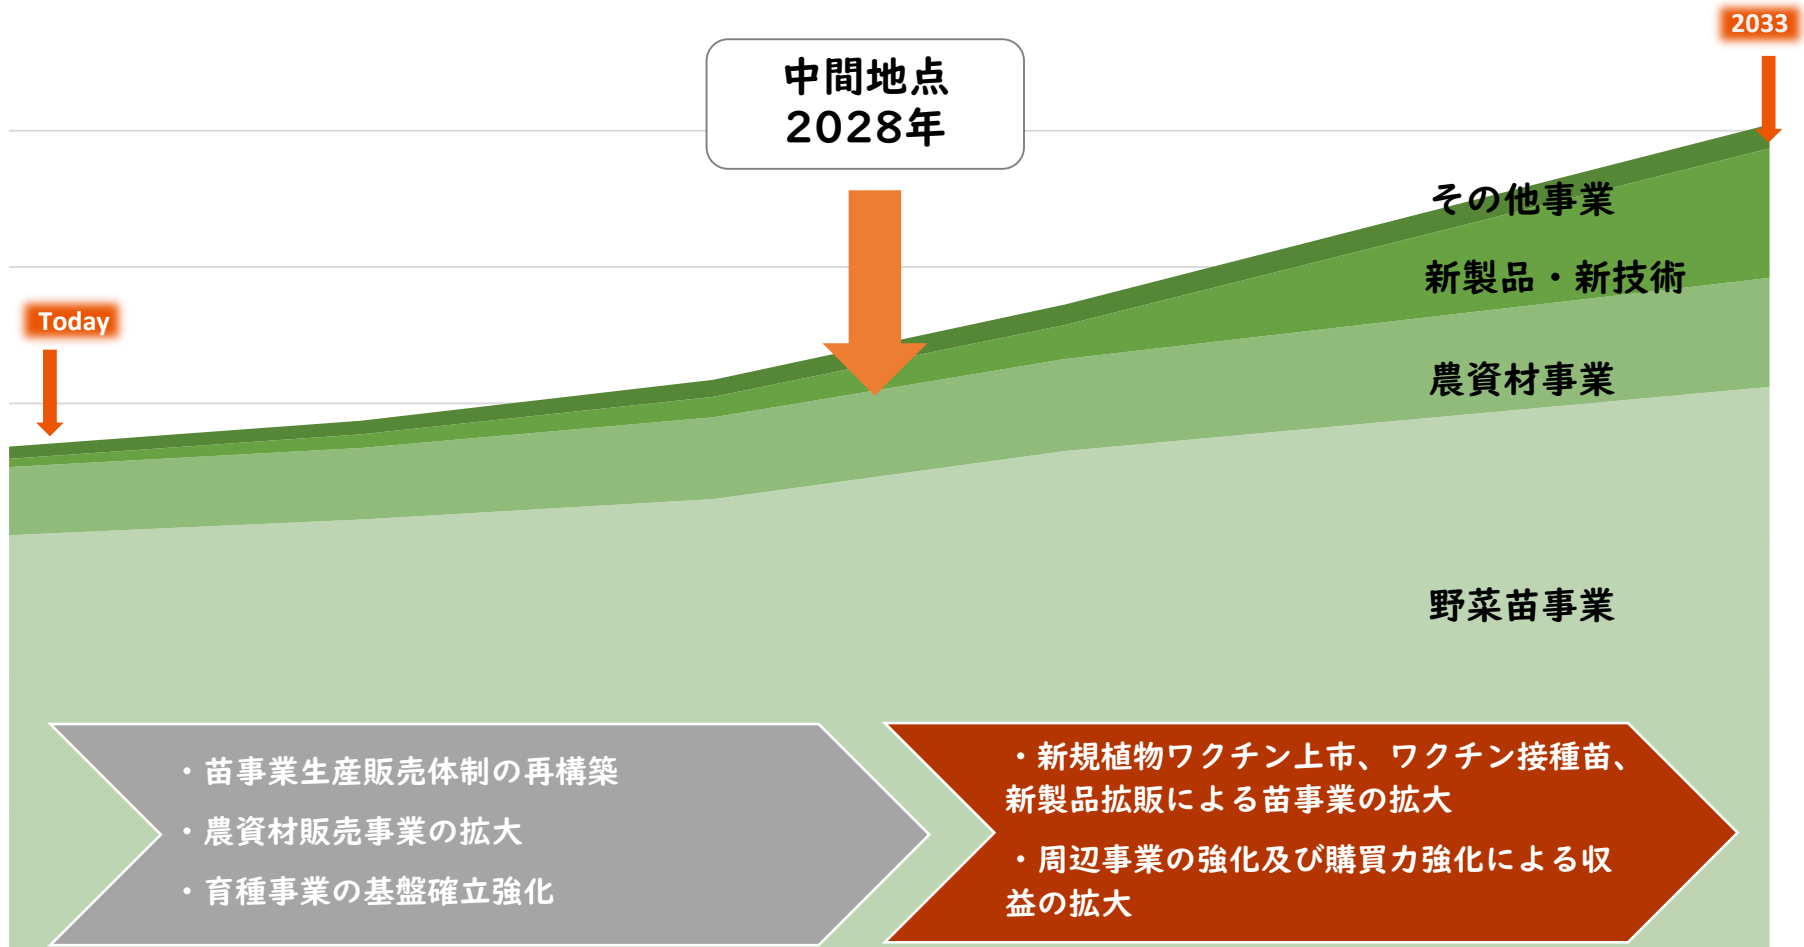 2033
中間地点
2028年
Today
その他事業
新製品・新技術
農資材事業
野菜苗事業
・苗事業生産販売体制の再構築
・農資材販売事業の拡大
・育種事業の基盤確立強化
・新規植物ワクチン上市、ワクチン接種苗、
新製品拡販による苗事業の拡大
・周辺事業の強化及び購買力強化による収
益の拡大